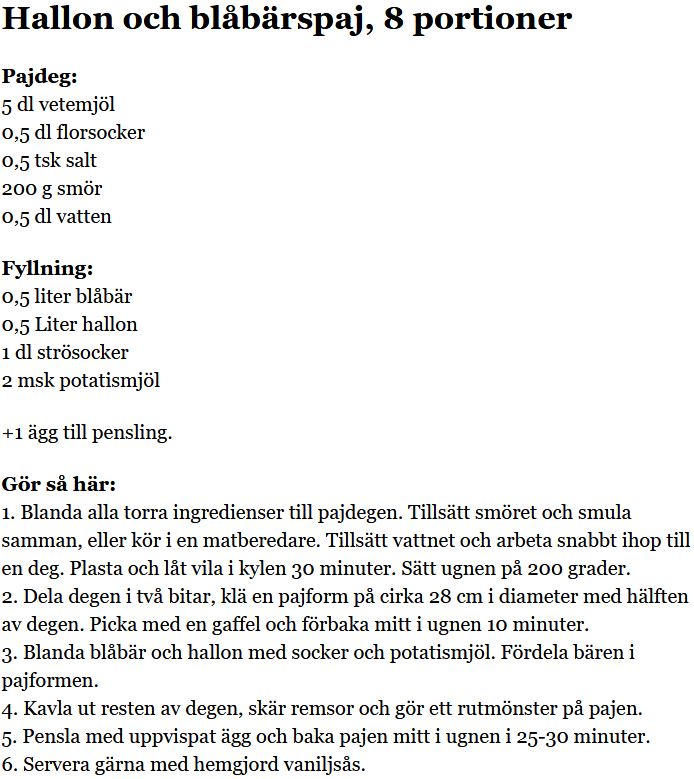 Hallon och blåbärspaj, 8 portioner
Pajdeg:
5 dl vetemjöl
0,5 dl florsocker
0,5 tsk salt
200 g smör
0,5 dl vatten
Fyllning:
0,5 liter blåbär
0,5 Liter hallon
1 dl strösocker
2 msk potatismjöl
+1 ägg till pensling.
Gör så här:
1. Blanda alla torra ingredienser till pajdegen. Tillsätt smöret och smula
samman, eller kör i en matberedare. Tillsätt vattnet och arbeta snabbt ihop till
en deg. Plasta och låt vila i kylen 30 minuter. Sätt ugnen på 200 grader.
2. Dela degen i två bitar, klä en pajform på cirka 28 cm i diameter med hälften
av degen. Picka med en gaffel och förbaka mitt i ugnen 10 minuter.
3. Blanda blåbär och hallon med socker och potatismjöl. Fördela bären i
pajformen.
4. Kavla ut resten av degen, skär remsor och gör ett rutmönster på pajen.
5. Pensla med uppvispat ägg och baka pajen mitt i ugnen i 25-30 minuter.
6. Servera gärna med hemgjord vaniljsås.